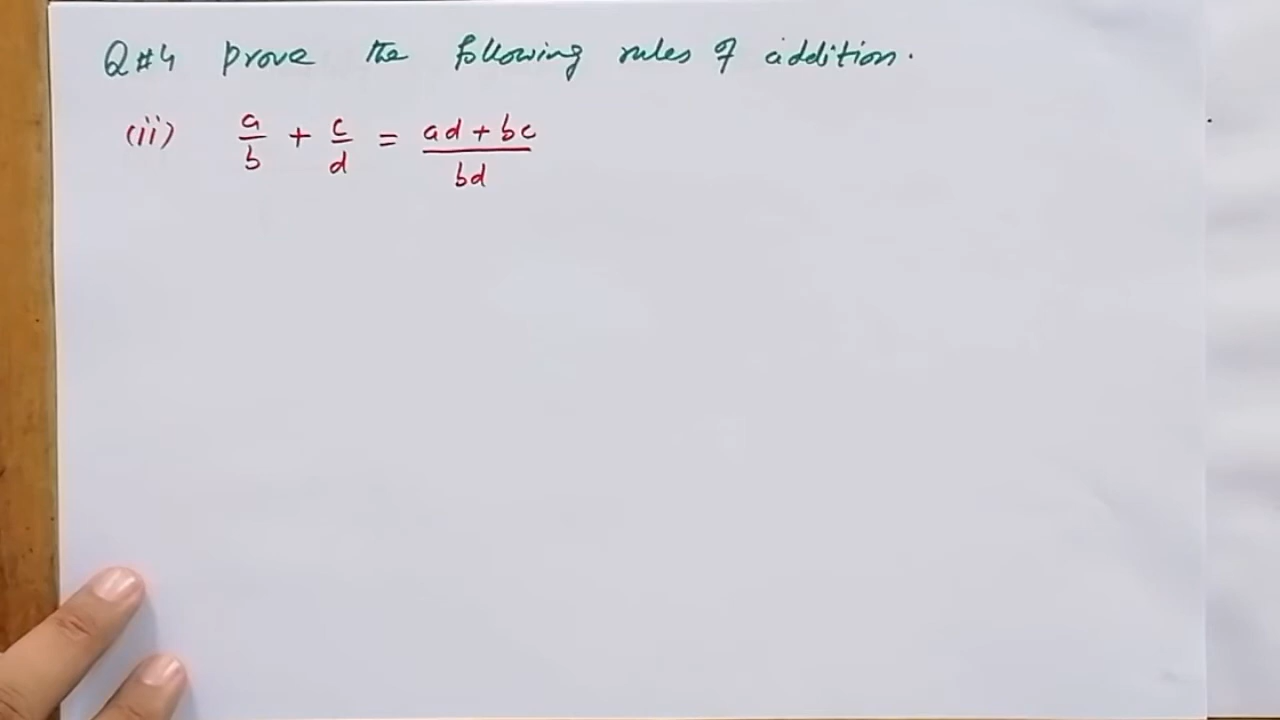 Q#4 Prove the following rules of addition.
(ii) a/b + c/d = ad+bc/bd